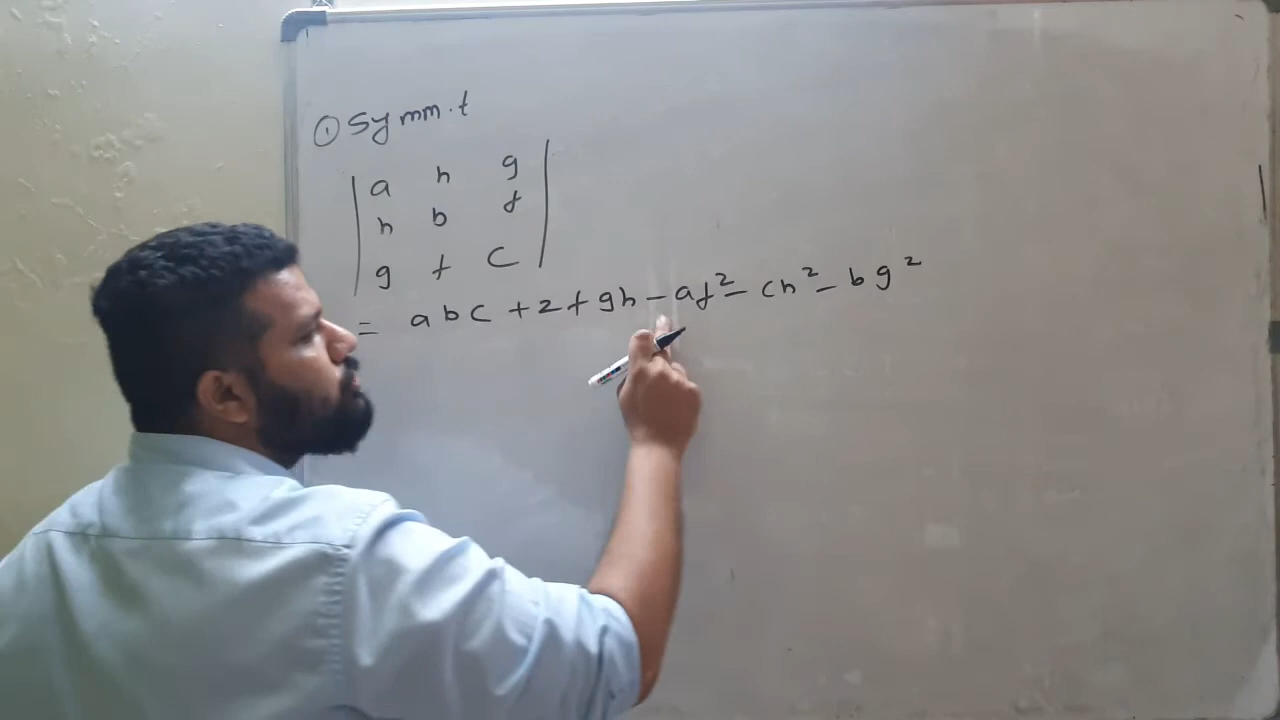 ① Symm.t
| a h g |
| h b f |
| g f c |
= abc + 2fgh - af² - ch² - bg²